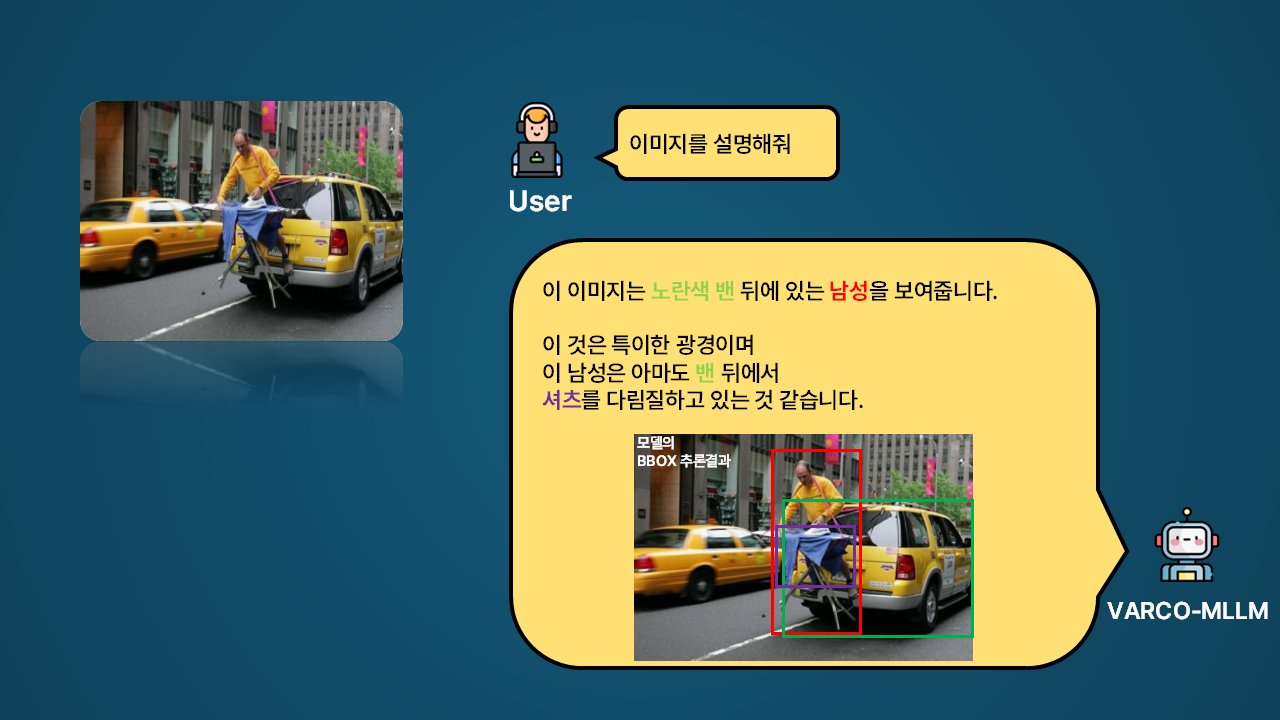 이미지를 설명해줘
User
이 이미지는 노란색 밴 뒤에 있는 남성을 보여줍니다.
이 것은 특이한 광경이며
이 남성은 아마도 밴 뒤에서
셔츠를 다림질하고 있는 것 같습니다.
모델의
BBOX 추론결과
VARCO-MLLM